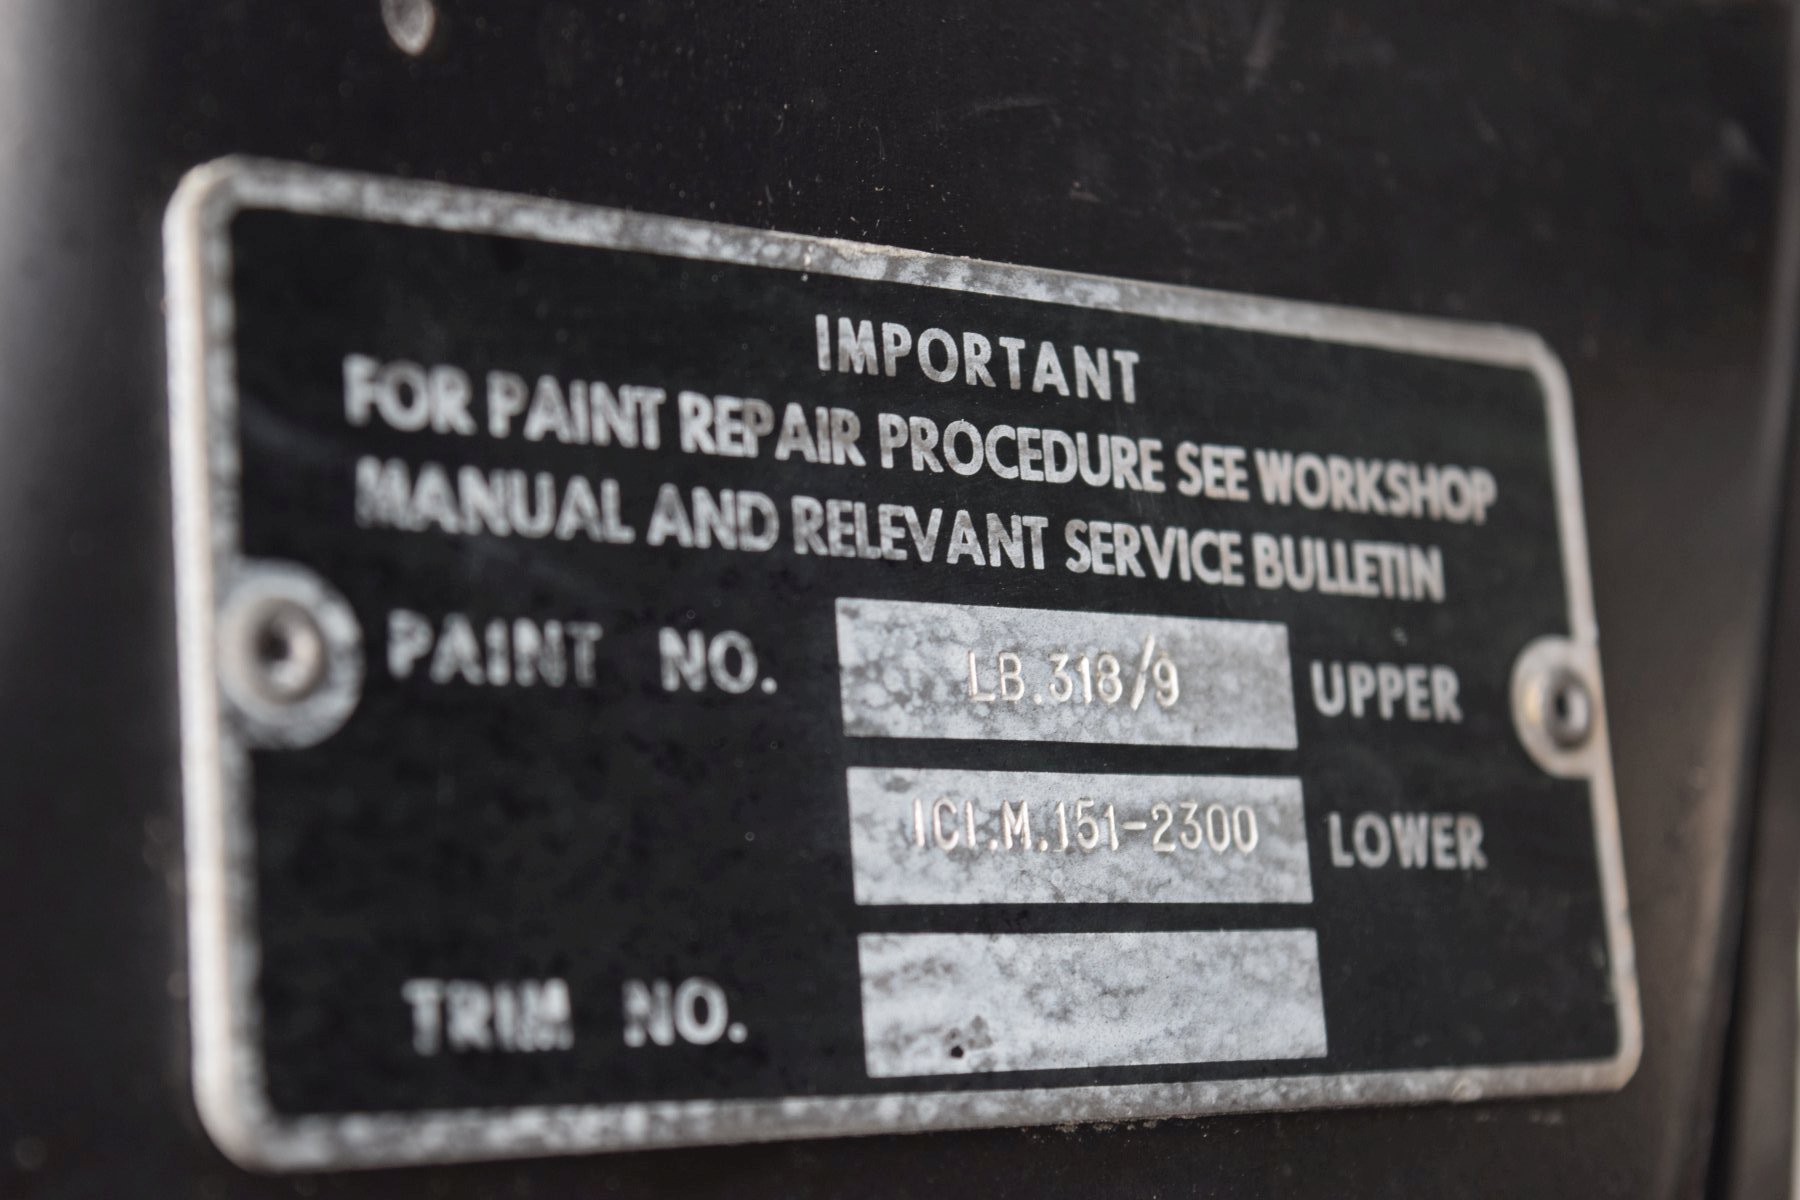 IMPORTANT
FOR PAINT REPAIR PROCEDURE SEE WORKSHOP
MANUAL AND RELEVANT SERVICE BULLETIN
PAINT NO. LB.318/9 UPPER
ICI.M.151-2300 LOWER
TRIM NO.